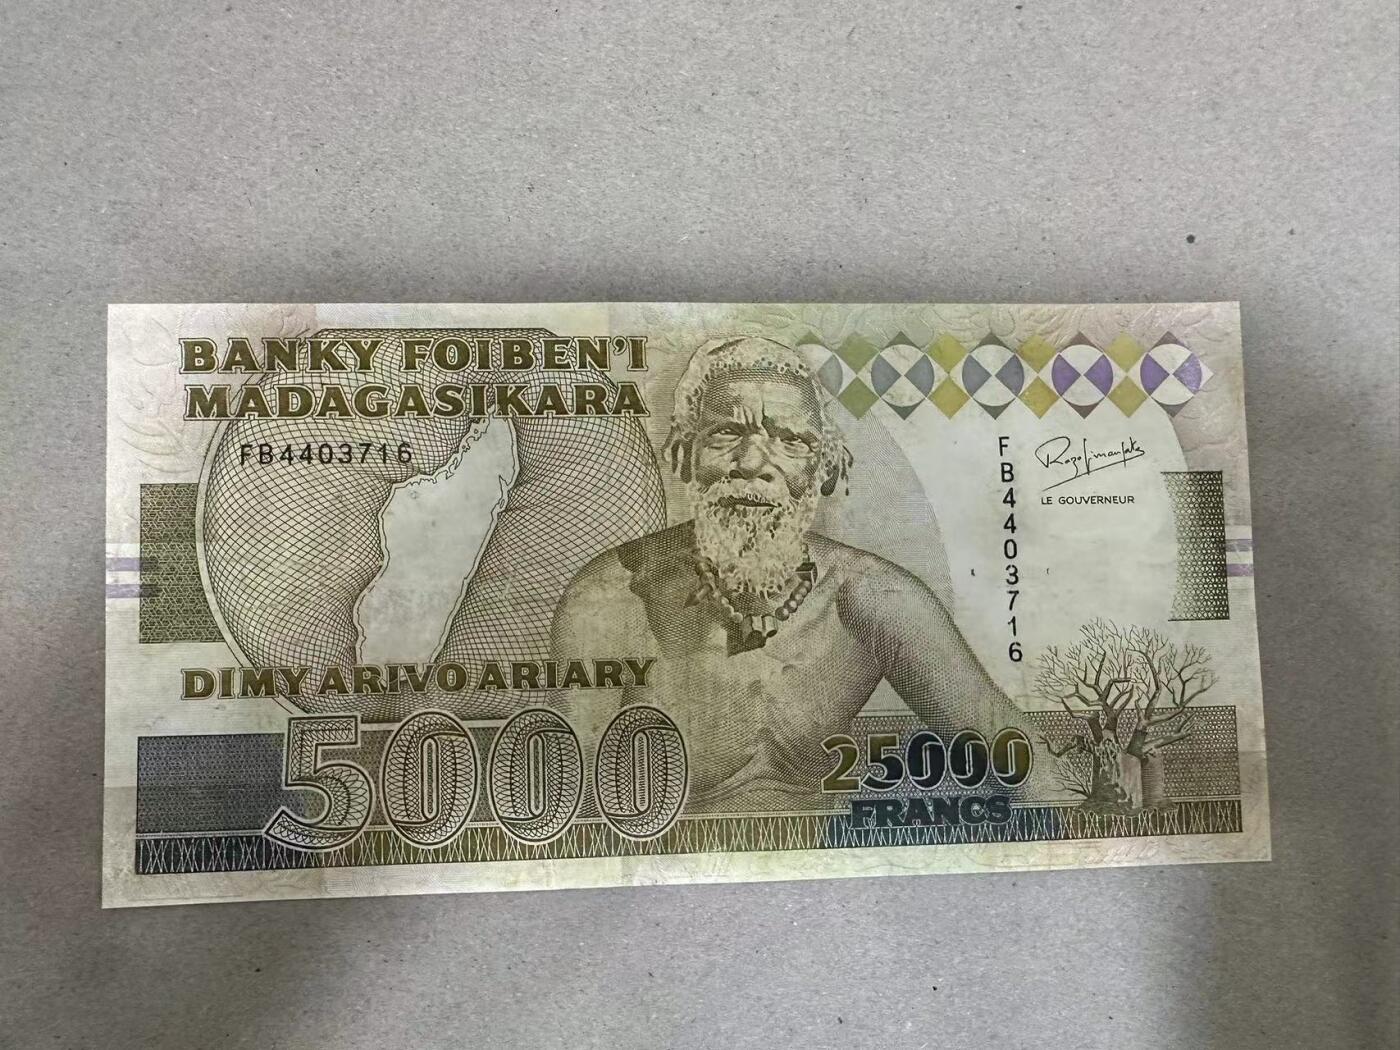 BANKY FOIBEN'I
MADAGASIKARA
FB4403716
FB4403716
LE GOUVERNEUR
DIMY ARIVO ARIARY
5000
25000
FRANCS